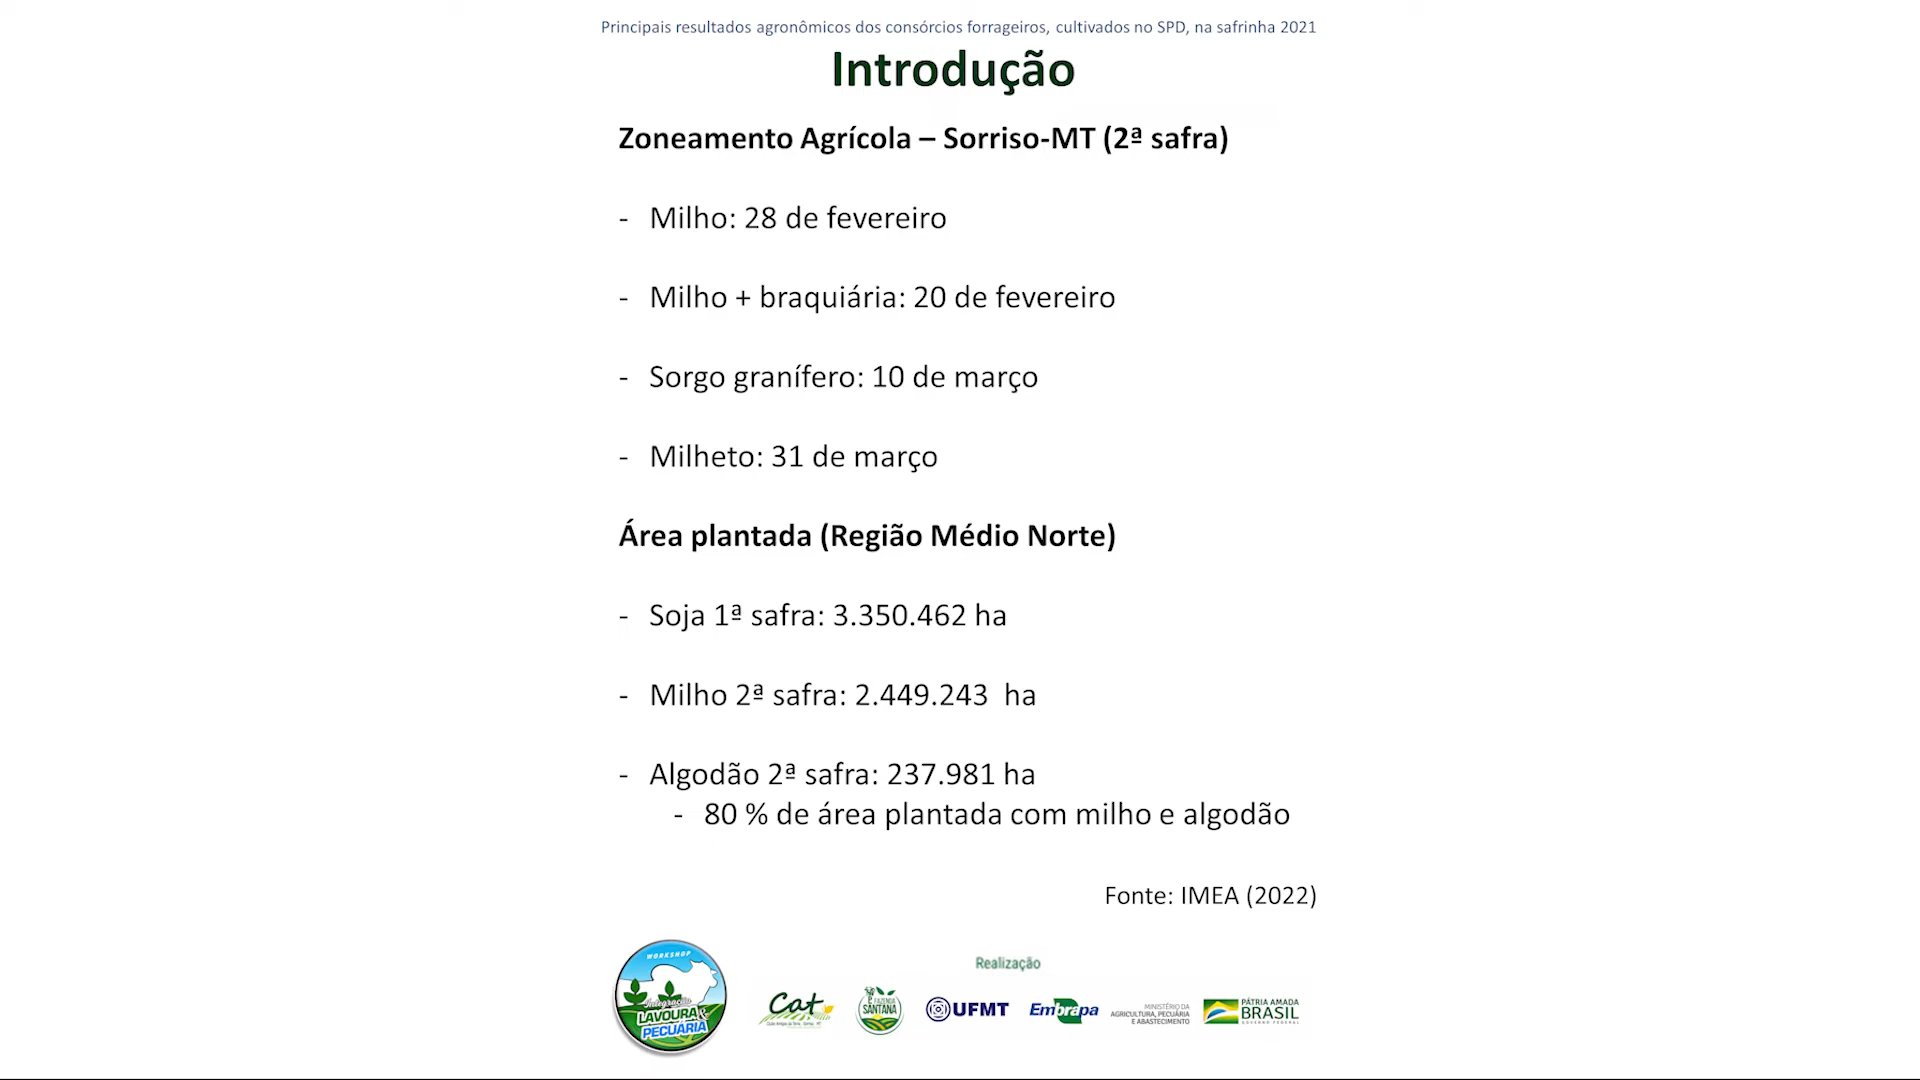 Principais resultados agronômicos dos consórcios forrageiros, cultivados no SPD, na safrinha 2021
Introdução
Zoneamento Agrícola – Sorriso-MT (2ª safra)
- Milho: 28 de fevereiro
- Milho + braquiária: 20 de fevereiro
- Sorgo granífero: 10 de março
- Milheto: 31 de março
Área plantada (Região Médio Norte)
- Soja 1ª safra: 3.350.462 ha
- Milho 2ª safra: 2.449.243 ha
- Algodão 2ª safra: 237.981 ha
- 80 % de área plantada com milho e algodão
Fonte: IMEA (2022)
Realização
WORKSHOP
Integração
LAVOURA
PECUÁRIA
Cat
FAZENDA
SANTANA
UFMT
Embrapa
MINISTÉRIO DA
AGRICULTURA, PECUÁRIA
E ABASTECIMENTO
PÁTRIA AMADA
BRASIL
GOVERNO FEDERAL